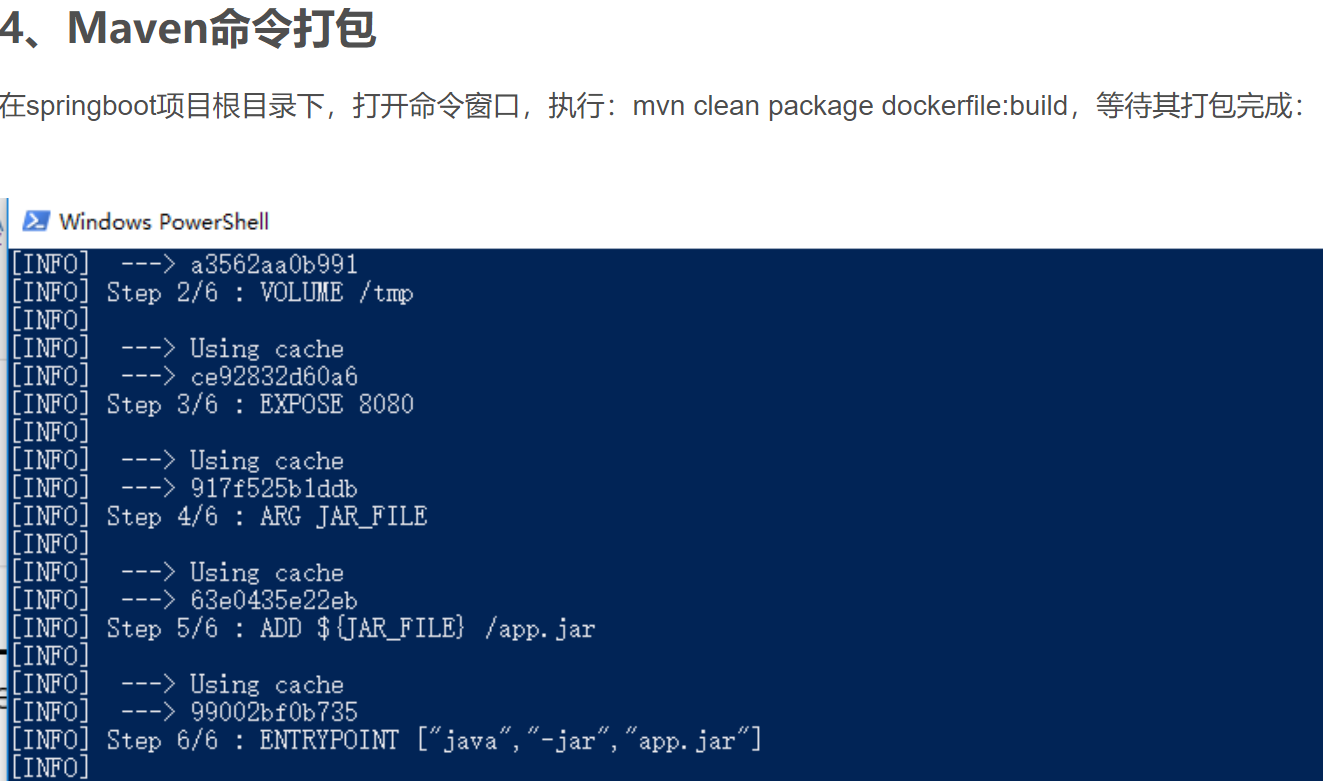 4、Maven命令打包
在springboot项目根目录下，打开命令窗口，执行：mvn clean package dockerfile:build，等待其打包完成：
Windows PowerShell
[INFO]  ---> a3562aa0b991
[INFO] Step 2/6 : VOLUME /tmp
[INFO]
[INFO]  ---> Using cache
[INFO]  ---> ce92832d60a6
[INFO] Step 3/6 : EXPOSE 8080
[INFO]
[INFO]  ---> Using cache
[INFO]  ---> 917f525b1ddb
[INFO] Step 4/6 : ARG JAR_FILE
[INFO]
[INFO]  ---> Using cache
[INFO]  ---> 63e0435e22eb
[INFO] Step 5/6 : ADD ${JAR_FILE} /app.jar
[INFO]
[INFO]  ---> Using cache
[INFO]  ---> 99002bf0b735
[INFO] Step 6/6 : ENTRYPOINT ["java","-jar","app.jar"]
[INFO]